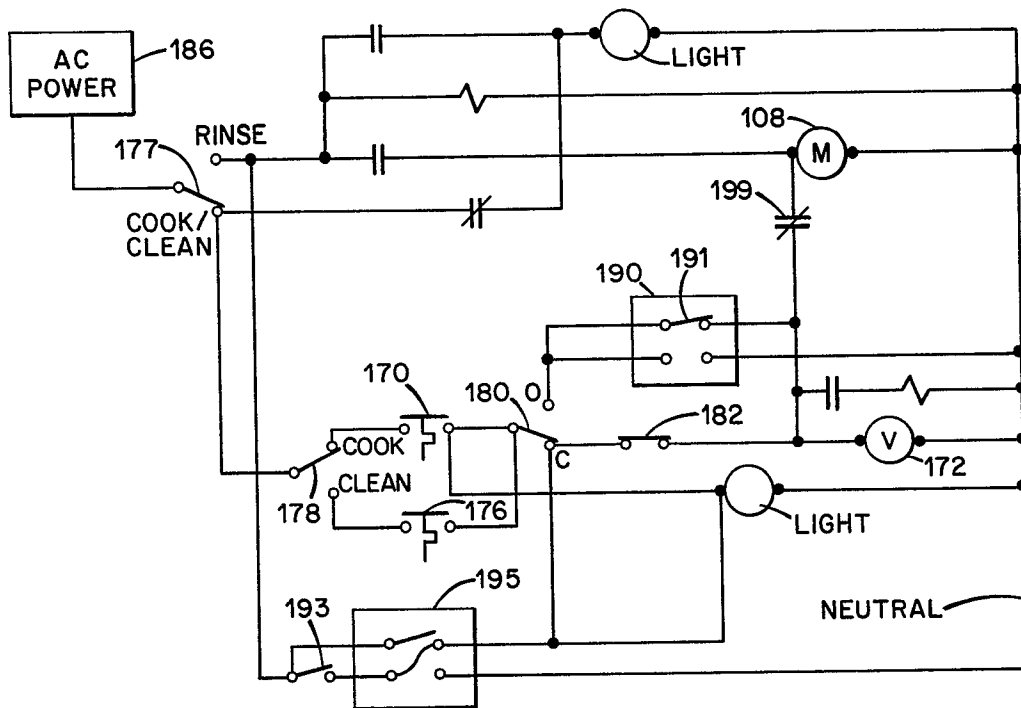 AC
POWER
186
LIGHT
RINSE
177
108
M
199
COOK/
CLEAN
190
191
170
180
O
182
COOK
C
V
172
178
CLEAN
176
LIGHT
195
193
NEUTRAL